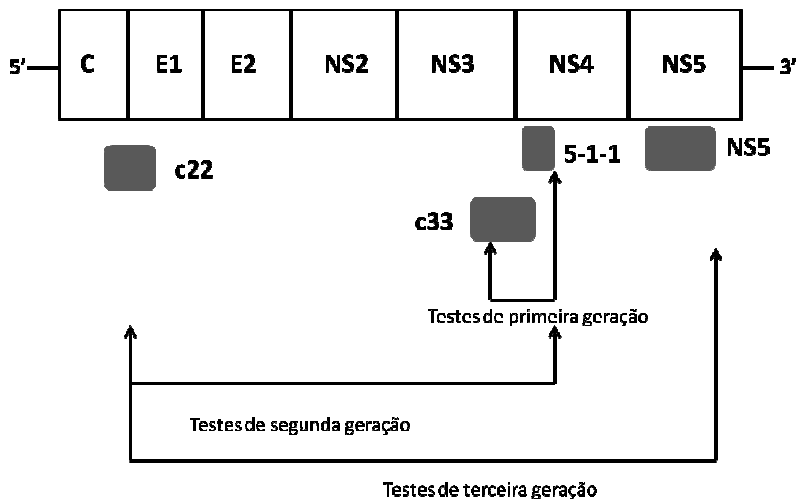 5’ C E1 E2 NS2 NS3 NS4 NS5 3’
c22
5-1-1
NS5
c33
Testes de primeira geração
Testes de segunda geração
Testes de terceira geração